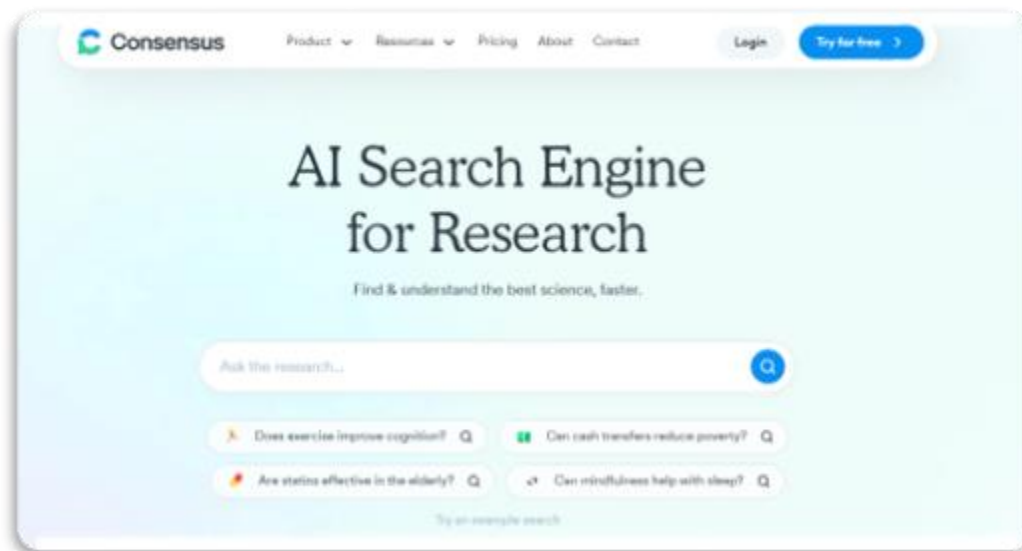 Consensus Product Resources Pricing About Contact Login Try for free
AI Search Engine
for Research
Find & understand the best science, faster.
Ask the research...
Does exercise improve cognition? Can cash transfers reduce poverty?
Are statins effective in the elderly? Can mindfulness help with sleep?
Try an example search